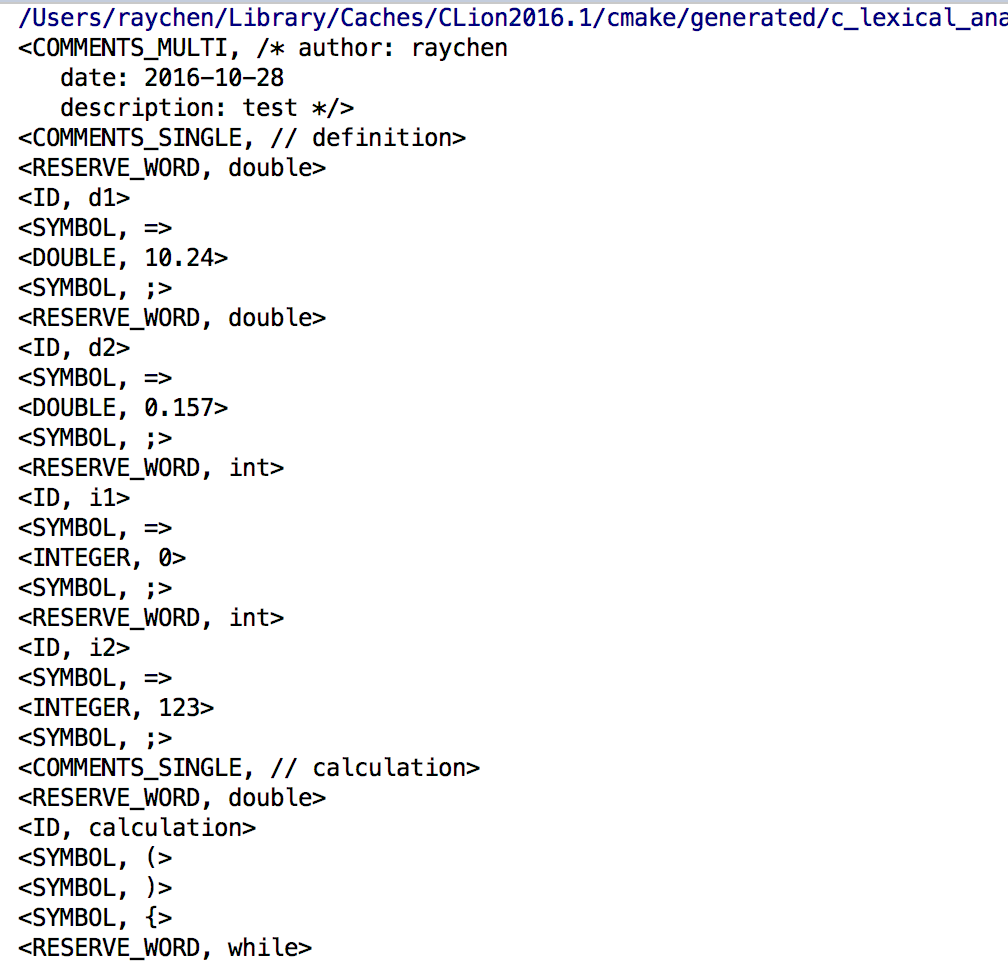 /Users/raychen/Library/Caches/CLion2016.1/cmake/generated/c_lexical_ana
<COMMENTS_MULTI, /* author: raychen
   date: 2016-10-28
   description: test */>
<COMMENTS_SINGLE, // definition>
<RESERVE_WORD, double>
<ID, d1>
<SYMBOL, =>
<DOUBLE, 10.24>
<SYMBOL, ;>
<RESERVE_WORD, double>
<ID, d2>
<SYMBOL, =>
<DOUBLE, 0.157>
<SYMBOL, ;>
<RESERVE_WORD, int>
<ID, i1>
<SYMBOL, =>
<INTEGER, 0>
<SYMBOL, ;>
<RESERVE_WORD, int>
<ID, i2>
<SYMBOL, =>
<INTEGER, 123>
<SYMBOL, ;>
<COMMENTS_SINGLE, // calculation>
<RESERVE_WORD, double>
<ID, calculation>
<SYMBOL, (>
<SYMBOL, )>
<SYMBOL, {>
<RESERVE_WORD, while>